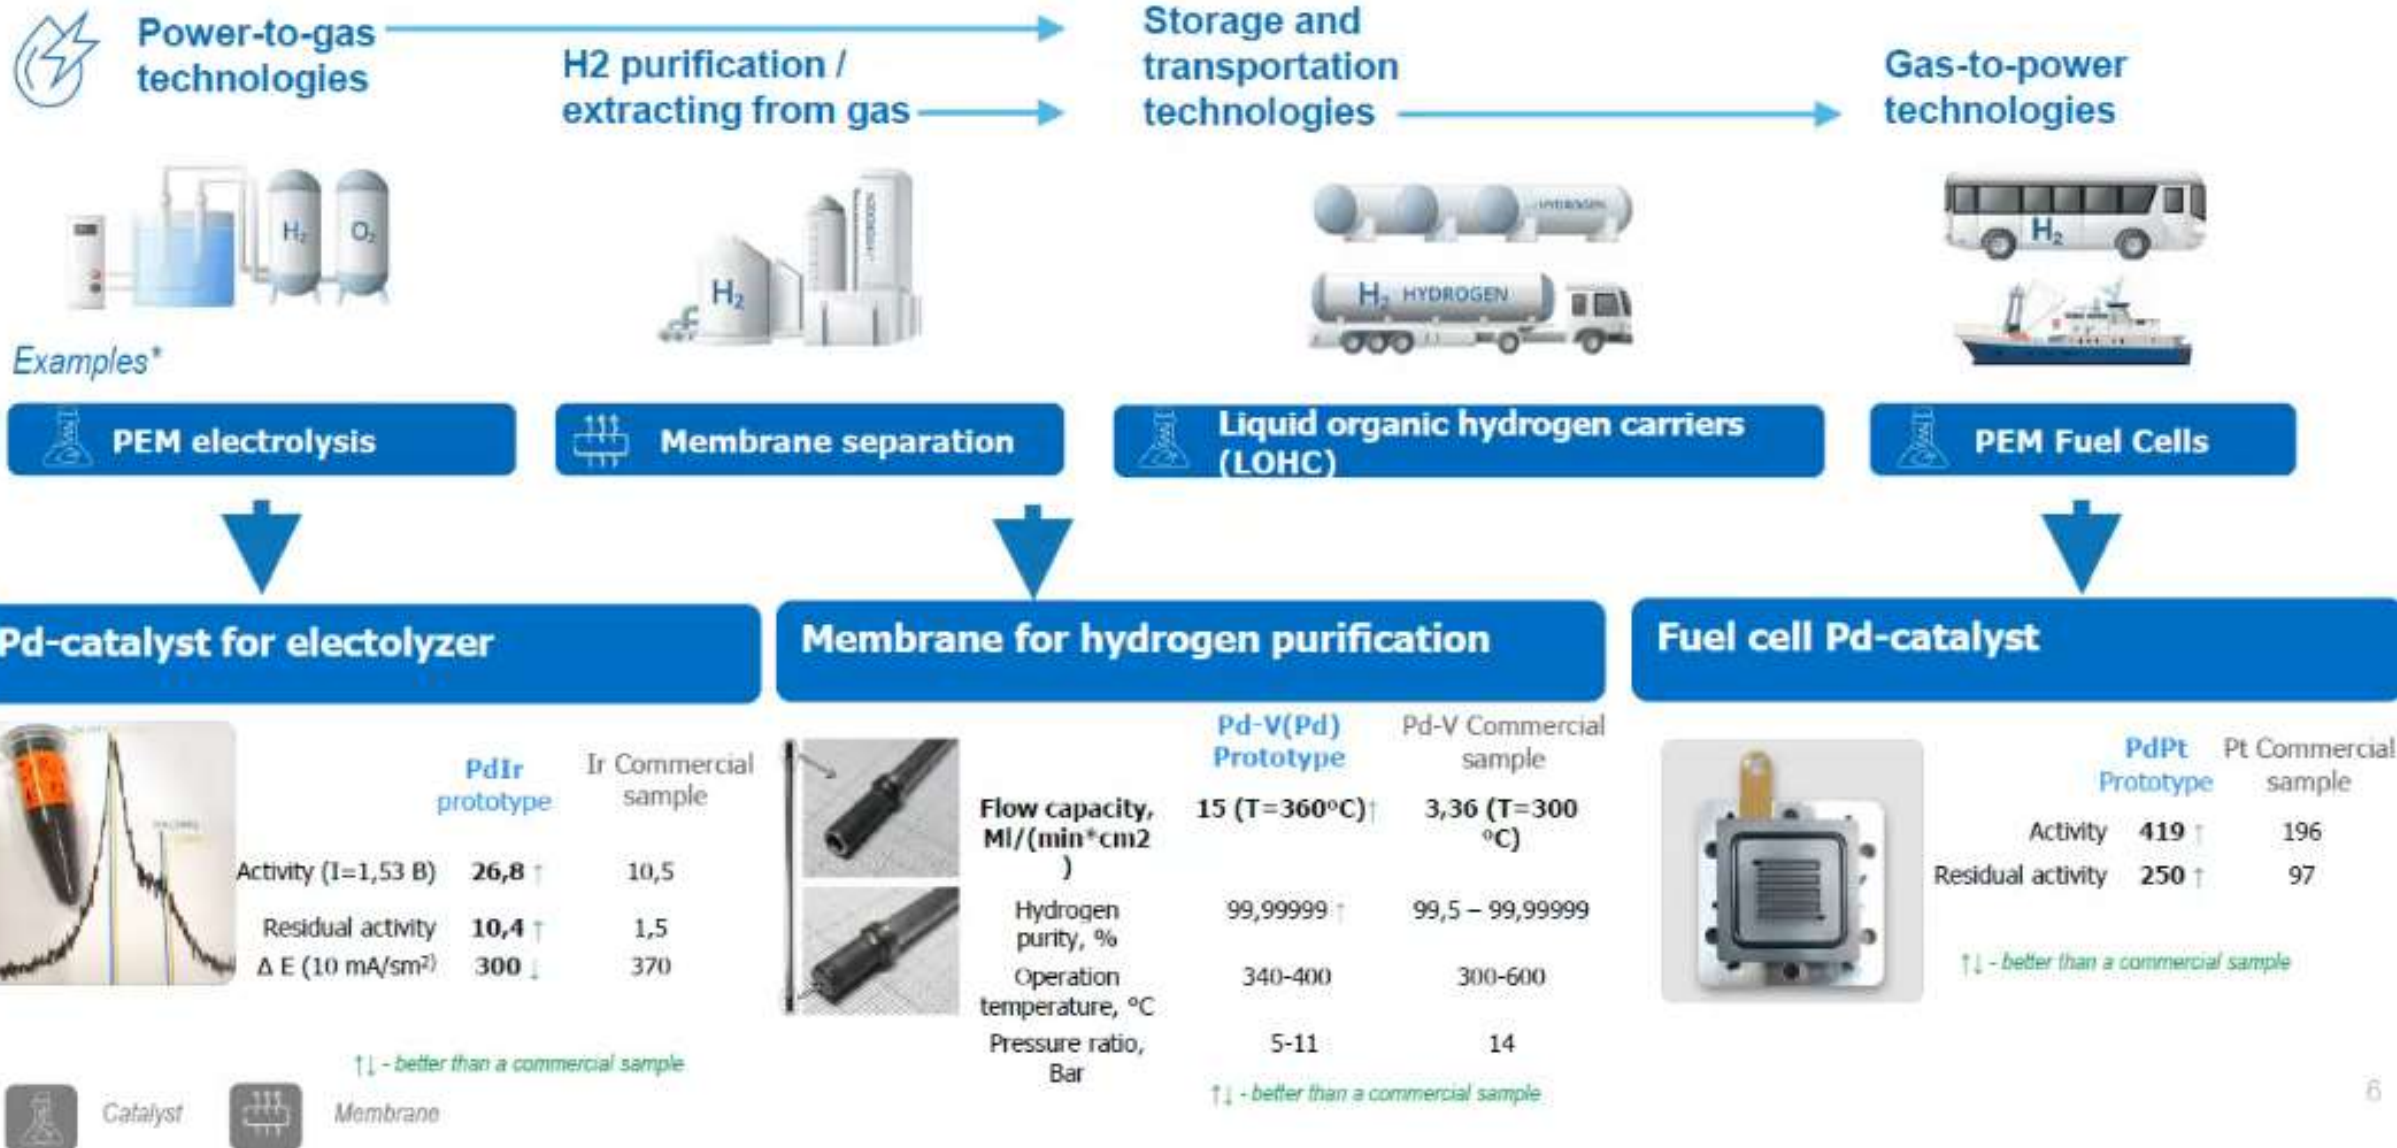 Power-to-gas
technologies
H2 purification /
extracting from gas
Storage and
transportation
technologies
Gas-to-power
technologies
H2
O2
H2
HYDROGEN
HYDROGEN
H2 HYDROGEN
H2
Examples*
PEM electrolysis
Membrane separation
Liquid organic hydrogen carriers
(LOHC)
PEM Fuel Cells
Pd-catalyst for electolyzer
PdIr
prototype
Ir Commercial
sample
Activity (I=1,53 B) 26,8 ↑ 10,5
Residual activity 10,4 ↑ 1,5
Δ E (10 mA/sm²) 300 ↓ 370
↑↓ - better than a commercial sample
Membrane for hydrogen purification
Pd-V(Pd)
Prototype
Pd-V Commercial
sample
Flow capacity,
Ml/(min*cm2
)
15 (T=360ºC)↑
3,36 (T=300
ºC)
Hydrogen
purity, %
99,99999 ↑
99,5 – 99,99999
Operation
temperature, ºC
340-400
300-600
Pressure ratio,
Bar
5-11
14
↑↓ - better than a commercial sample
Fuel cell Pd-catalyst
PdPt
Prototype
Pt Commercial
sample
Activity 419 ↑ 196
Residual activity 250 ↑ 97
↑↓ - better than a commercial sample
Catalyst
Membrane
6